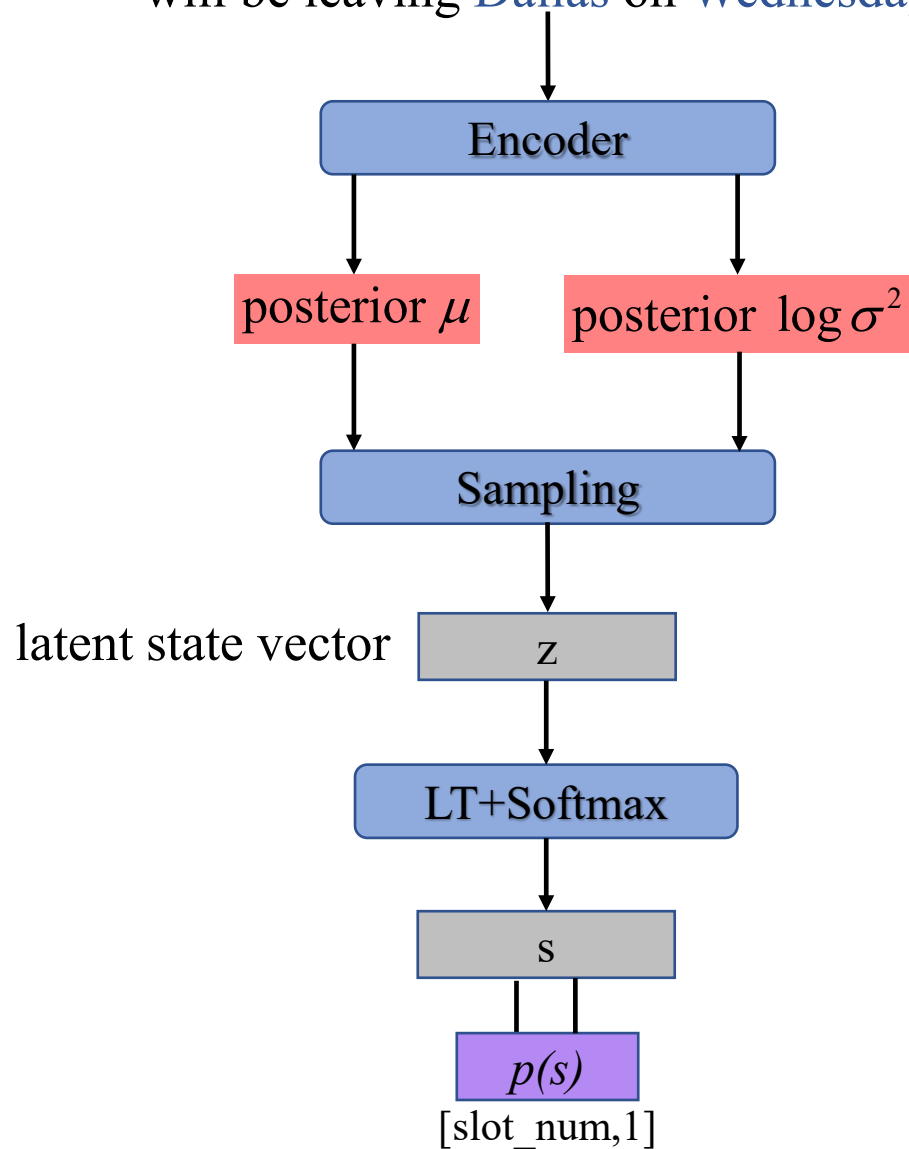 will be leaving Dallas on Wednesda
Encoder
posterior μ
posterior log σ²
Sampling
latent state vector
z
LT+Softmax
s
p(s)
[slot_num,1]